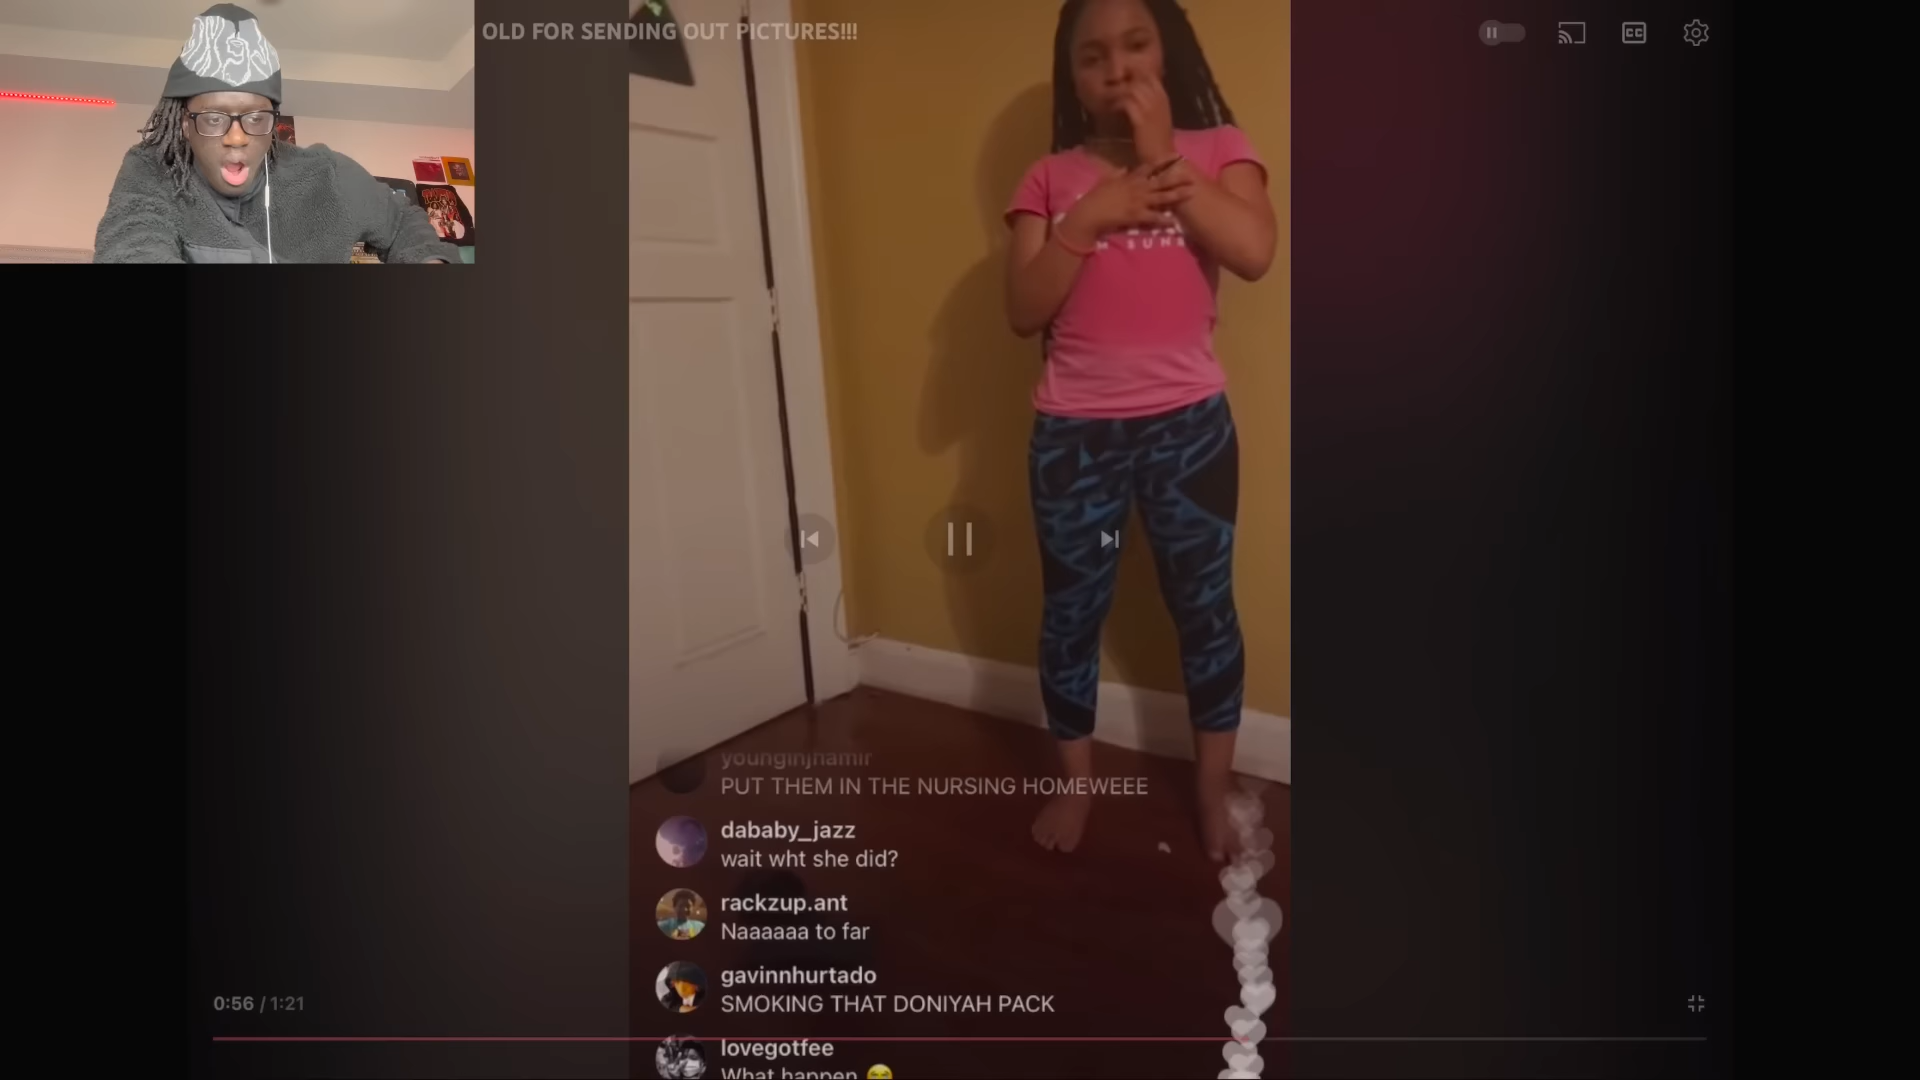 OLD FOR SENDING OUT PICTURES!!!
CC
younginjhamir
PUT THEM IN THE NURSING HOMEWEEE
dababy_jazz
wait wht she did?
rackzup.ant
Naaaaaa to far
gavinnhurtado
SMOKING THAT DONIYAH PACK
lovegotfee
What happen 😂
0:56 / 1:21